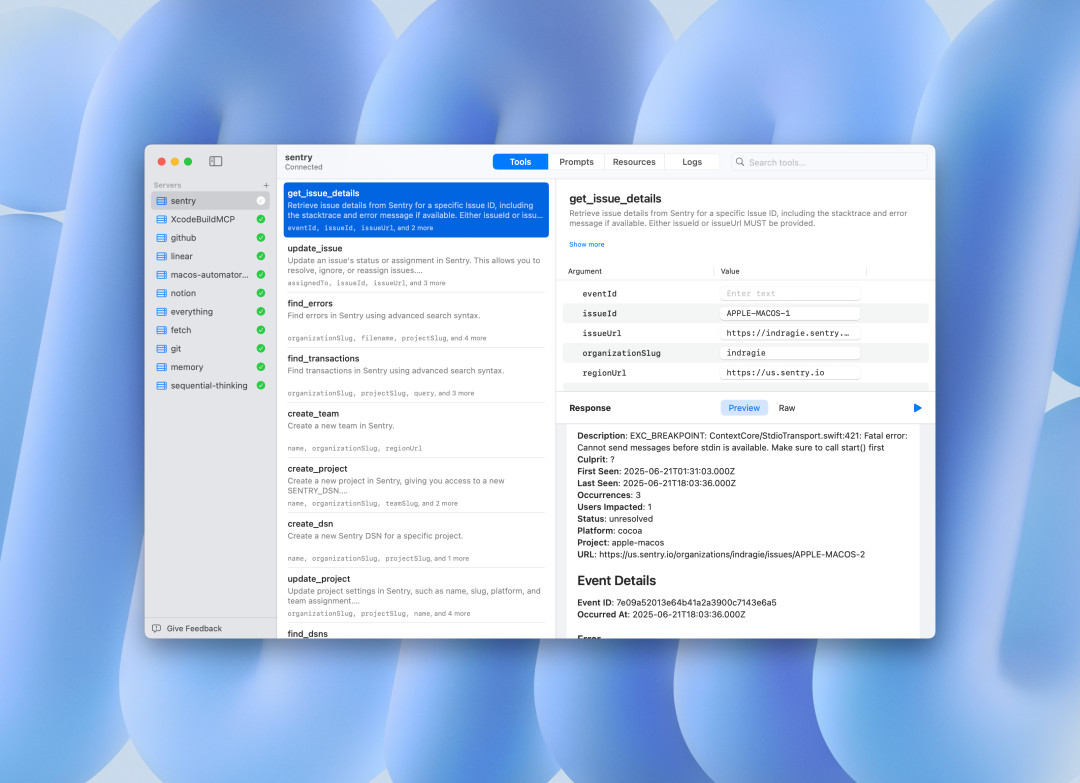 Servers
+
sentry
XcodeBuildMCP
github
linear
macos-automator...
notion
everything
fetch
git
memory
sequential-thinking
Give Feedback
sentry
Connected
Tools
Prompts
Resources
Logs
Search tools...
get_issue_details
Retrieve issue details from Sentry for a specific Issue ID, including
the stacktrace and error message if available. Either issueId or issu...
eventId, issueId, issueUrl, and 2 more
update_issue
Update an issue's status or assignment in Sentry. This allows you to
resolve, ignore, or reassign issues....
assignedTo, issueId, issueUrl, and 3 more
find_errors
Find errors in Sentry using advanced search syntax.
organizationSlug, filename, projectSlug, and 4 more
find_transactions
Find transactions in Sentry using advanced search syntax.
organizationSlug, projectSlug, query, and 3 more
create_team
Create a new team in Sentry.
name, organizationSlug, regionUrl
create_project
Create a new project in Sentry, giving you access to a new
SENTRY_DSN....
name, organizationSlug, teamSlug, and 2 more
create_dsn
Create a new Sentry DSN for a specific project.
name, organizationSlug, projectSlug, and 1 more
update_project
Update project settings in Sentry, such as name, slug, platform, and
team assignment....
organizationSlug, projectSlug, name, and 4 more
find_dsns
get_issue_details
Retrieve issue details from Sentry for a specific Issue ID, including the stacktrace and error
message if available. Either issueId or issueUrl MUST be provided.
Show more
Argument Value
eventId Enter text
issueId APPLE-MACOS-1
issueUrl https://indragie.sentry.…
organizationSlug indragie
regionUrl https://us.sentry.io
Response
Preview
Raw
Description: EXC_BREAKPOINT: ContextCore/StdioTransport.swift:421: Fatal error:
Cannot send messages before stdin is available. Make sure to call start() first
Culprit: ?
First Seen: 2025-06-21T01:31:03.000Z
Last Seen: 2025-06-21T18:03:36.000Z
Occurrences: 3
Users Impacted: 1
Status: unresolved
Platform: cocoa
Project: apple-macos
URL: https://us.sentry.io/organizations/indragie/issues/APPLE-MACOS-2
Event Details
Event ID: 7e09a52013e64b41a2a3900c7143e6a5
Occurred At: 2025-06-21T18:03:36.000Z
Error